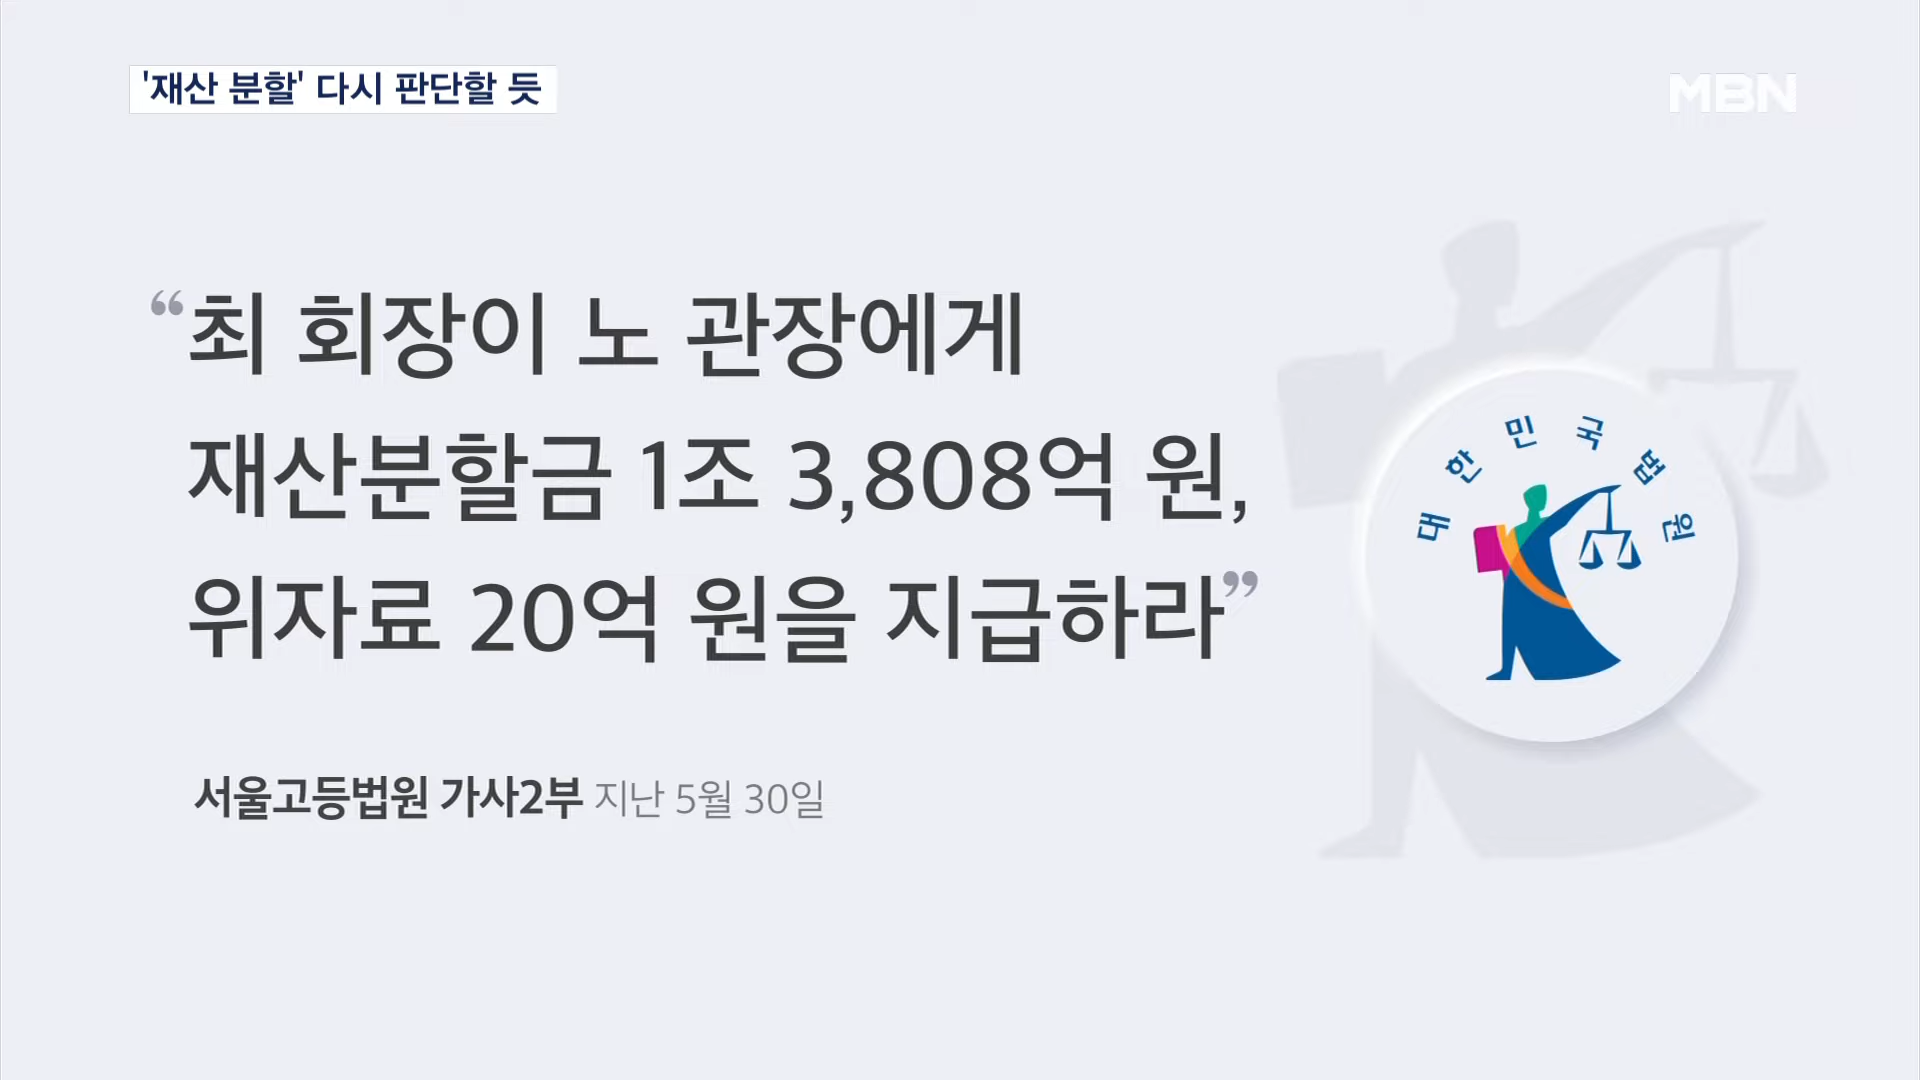 '재산 분할' 다시 판단할 듯
MBN
“최 회장이 노 관장에게
재산분할금 1조 3,808억 원,
위자료 20억 원을 지급하라”
대한민국법원
서울고등법원 가사2부 지난 5월 30일